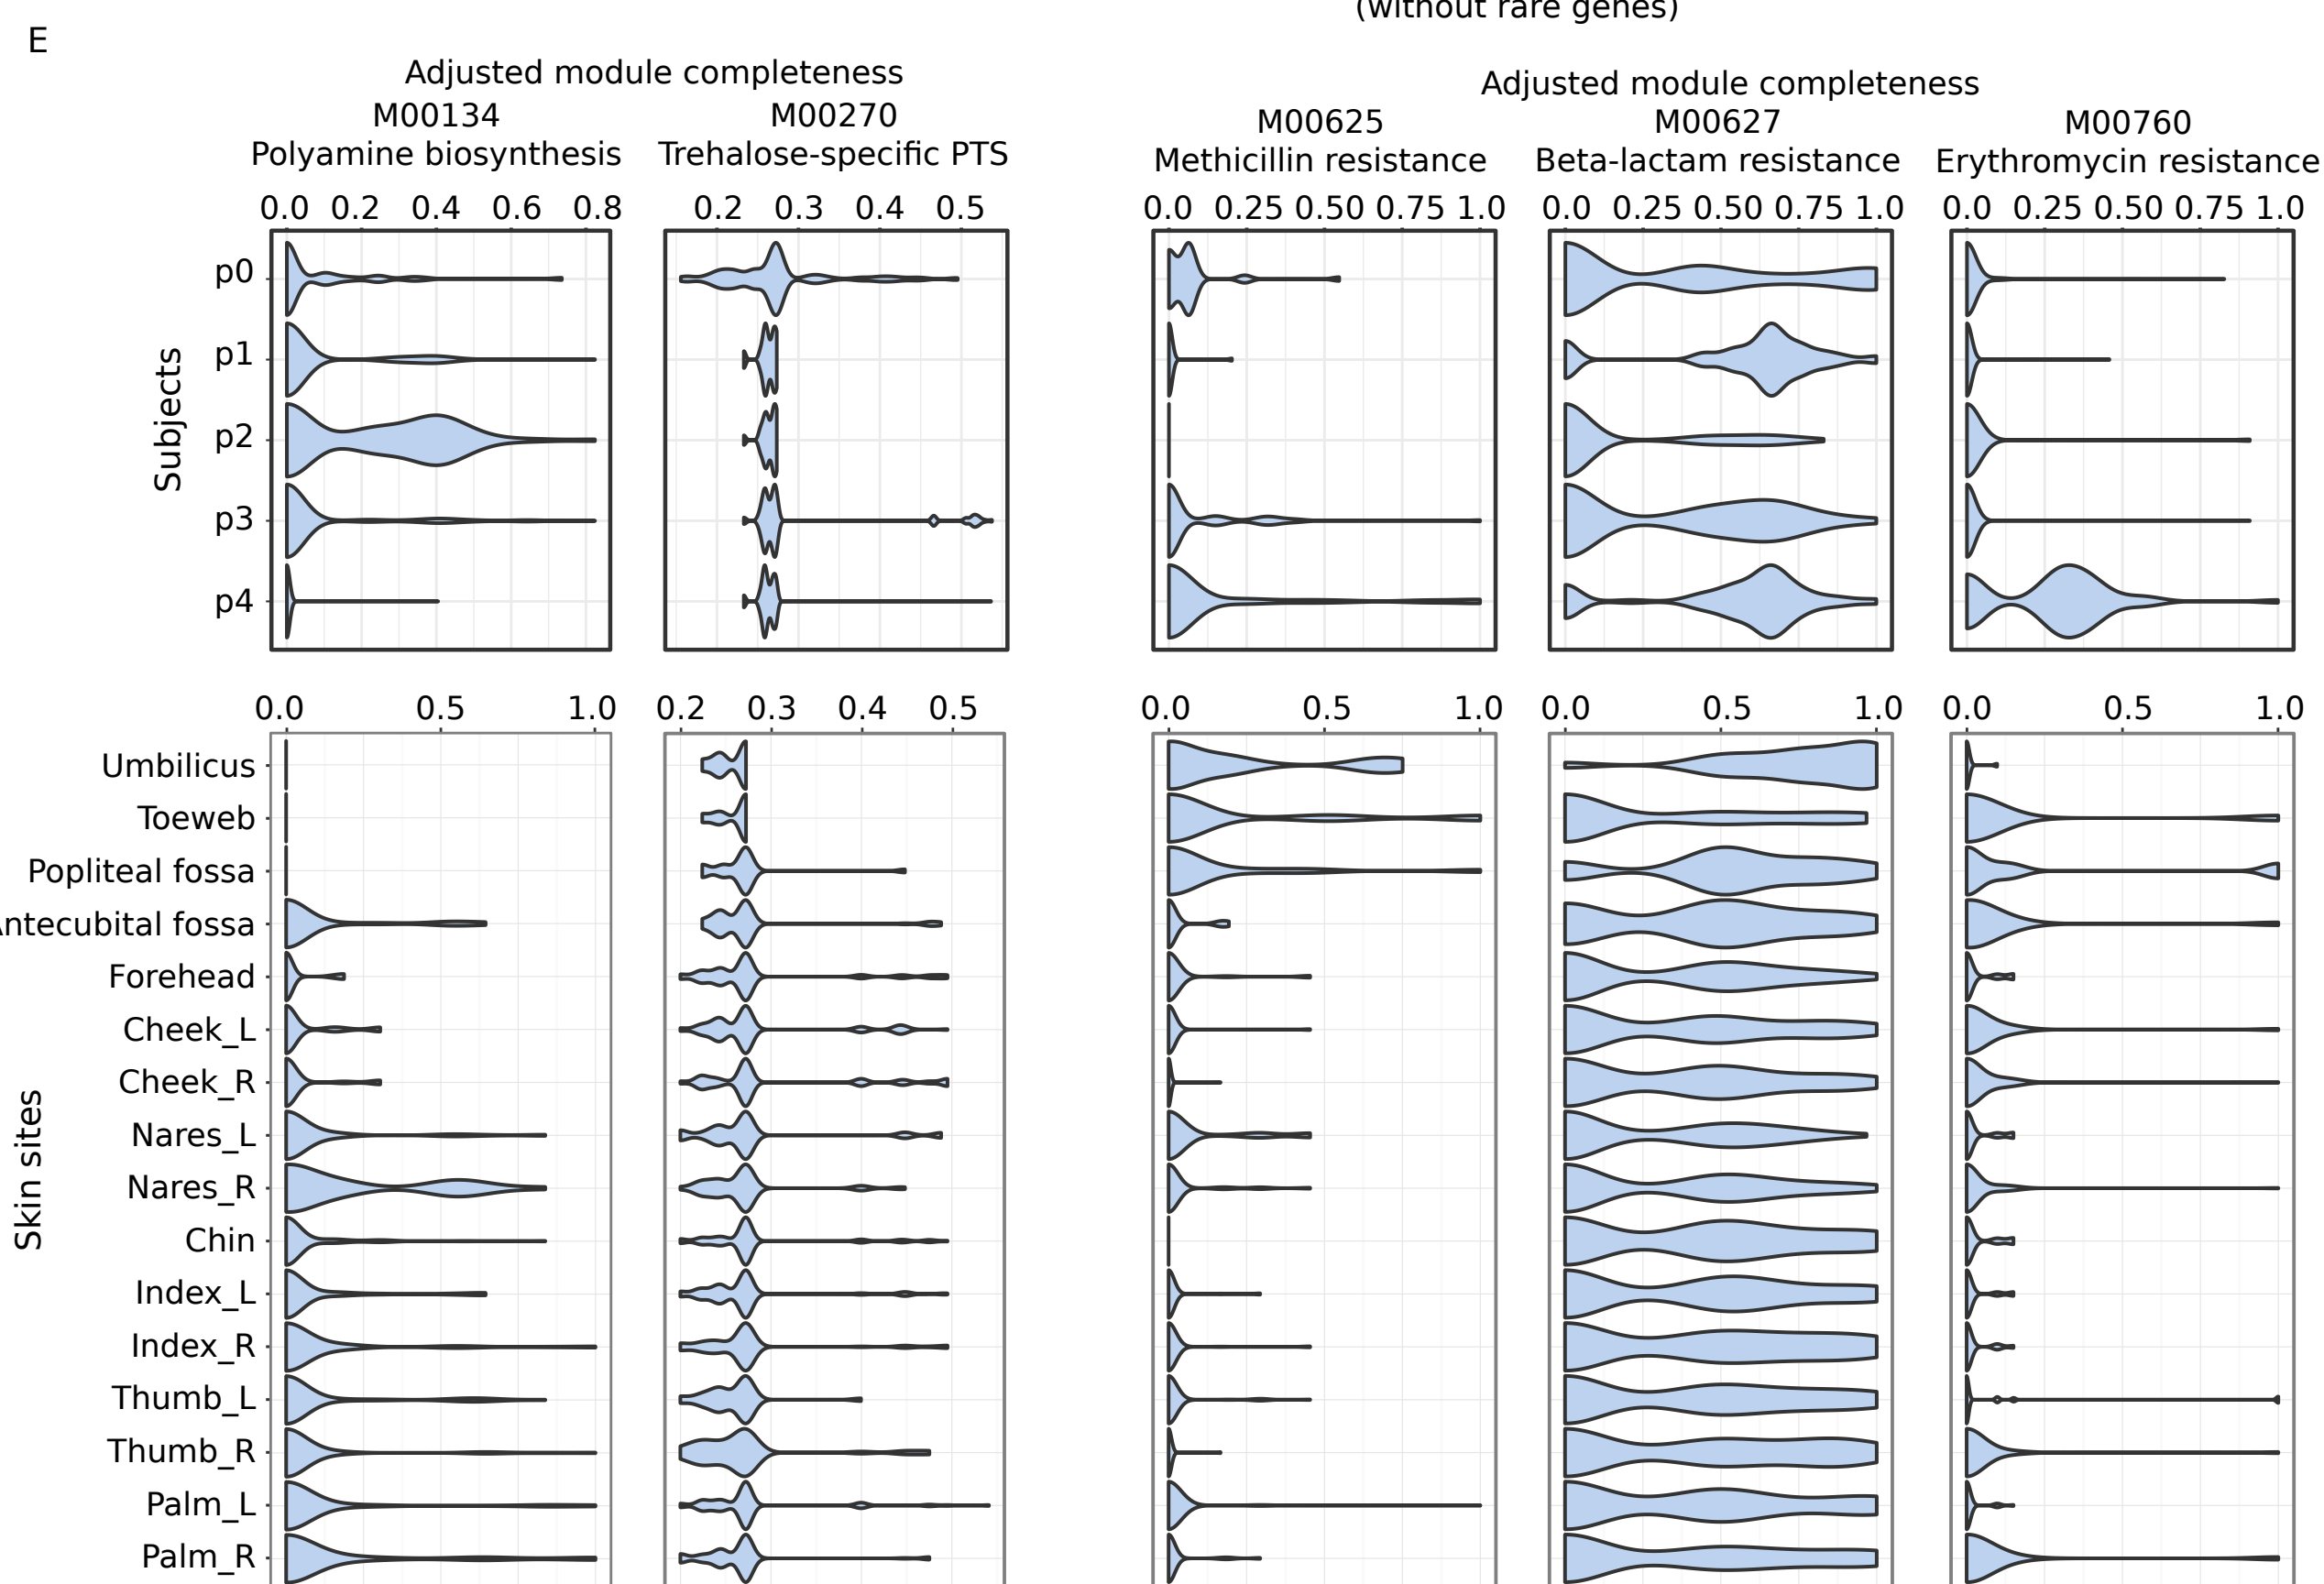 (without rare genes)
E
Adjusted module completeness
M00134
Polyamine biosynthesis
M00270
Trehalose-specific PTS
Adjusted module completeness
M00625
Methicillin resistance
M00627
Beta-lactam resistance
M00760
Erythromycin resistance
0.0 0.2 0.4 0.6 0.8
0.2 0.3 0.4 0.5
0.0 0.25 0.50 0.75 1.0
0.0 0.25 0.50 0.75 1.0
0.0 0.25 0.50 0.75 1.0
Subjects
p0
p1
p2
p3
p4
0.0 0.5 1.0
0.2 0.3 0.4 0.5
0.0 0.5 1.0
0.0 0.5 1.0
0.0 0.5 1.0
Skin sites
Umbilicus
Toeweb
Popliteal fossa
Antecubital fossa
Forehead
Cheek_L
Cheek_R
Nares_L
Nares_R
Chin
Index_L
Index_R
Thumb_L
Thumb_R
Palm_L
Palm_R